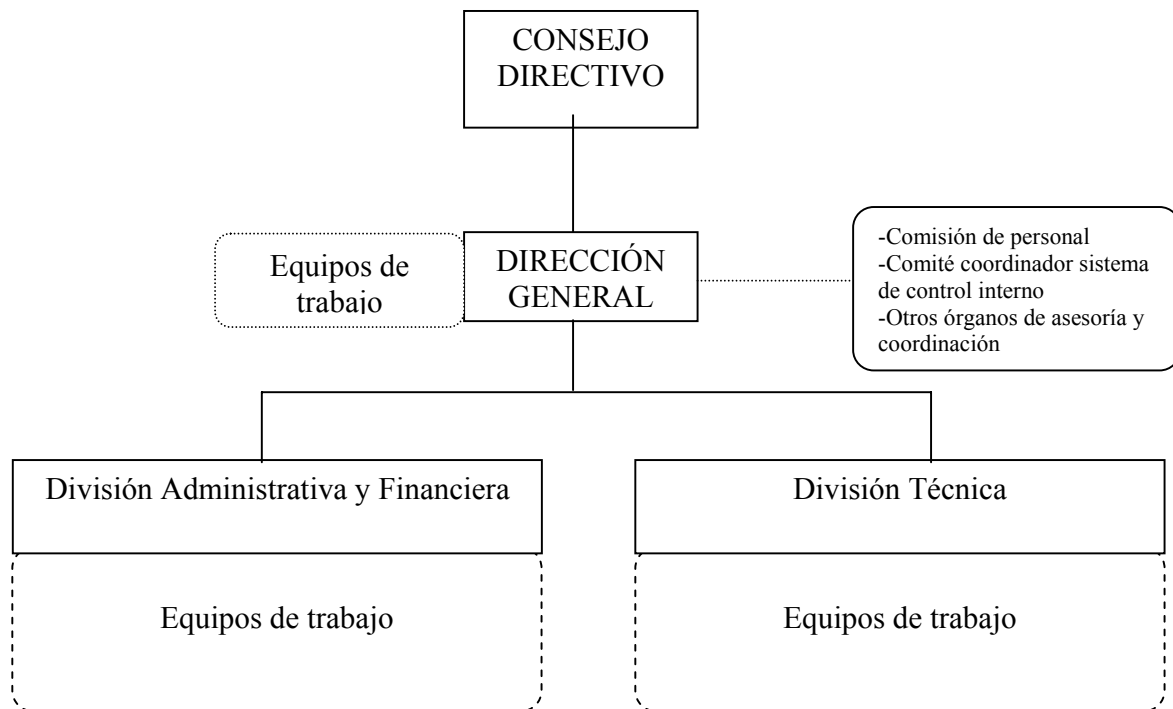 CONSEJO
DIRECTIVO
Equipos de
trabajo
DIRECCIÓN
GENERAL
-Comisión de personal
-Comité coordinador sistema
de control interno
-Otros órganos de asesoría y
coordinación
División Administrativa y Financiera
División Técnica
Equipos de trabajo
Equipos de trabajo